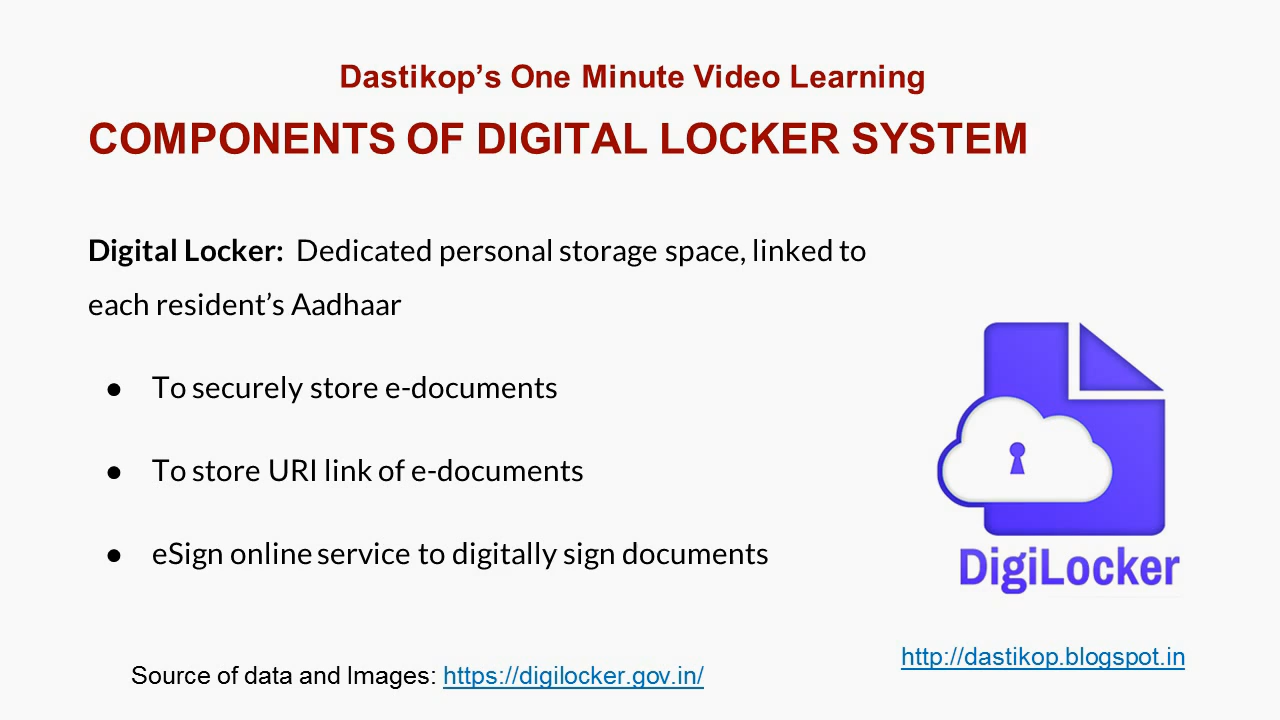 Dastikop’s One Minute Video Learning
COMPONENTS OF DIGITAL LOCKER SYSTEM
Digital Locker: Dedicated personal storage space, linked to
each resident’s Aadhaar
● To securely store e-documents
● To store URI link of e-documents
● eSign online service to digitally sign documents
DigiLocker
http://dastikop.blogspot.in
Source of data and Images: https://digilocker.gov.in/